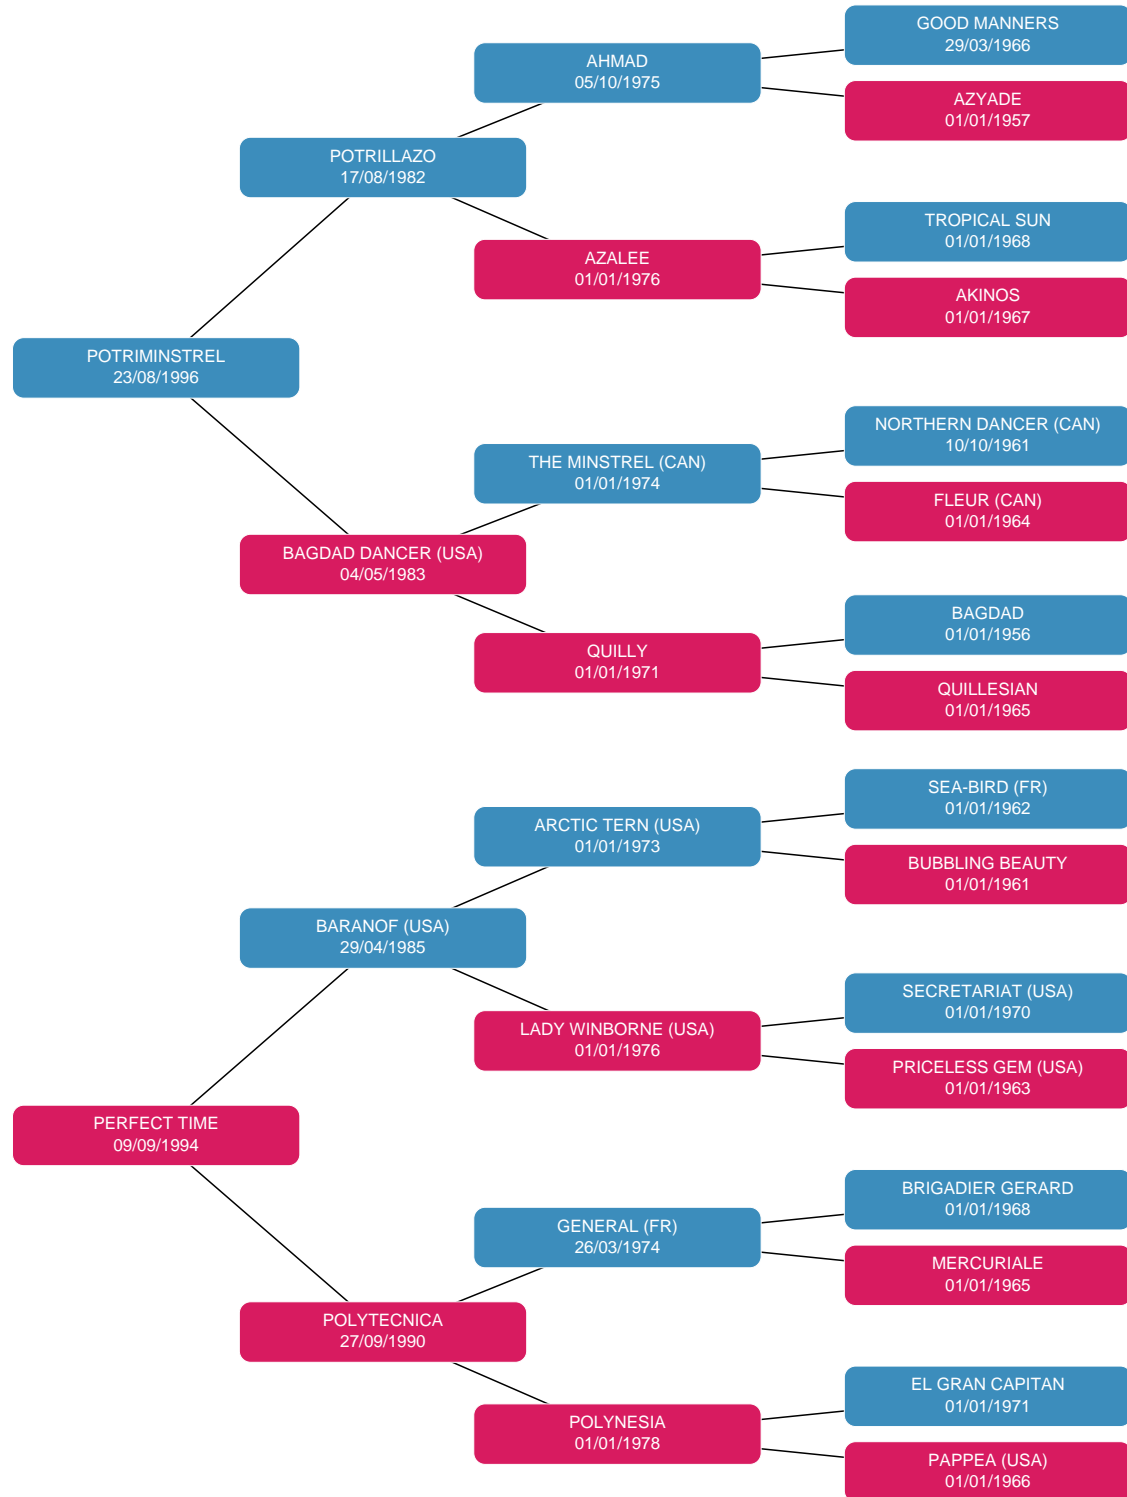 GOOD MANNERS
29/03/1966
AHMAD
05/10/1975
AZYADE
01/01/1957
POTRILLAZO
17/08/1982
TROPICAL SUN
01/01/1968
AZALEE
01/01/1976
AKINOS
01/01/1967
POTRIMINSTREL
23/08/1996
NORTHERN DANCER (CAN)
10/10/1961
THE MINSTREL (CAN)
01/01/1974
FLEUR (CAN)
01/01/1964
BAGDAD DANCER (USA)
04/05/1983
BAGDAD
01/01/1956
QUILLY
01/01/1971
QUILLESIAN
01/01/1965
SEA-BIRD (FR)
01/01/1962
ARCTIC TERN (USA)
01/01/1973
BUBBLING BEAUTY
01/01/1961
BARANOF (USA)
29/04/1985
SECRETARIAT (USA)
01/01/1970
LADY WINBORNE (USA)
01/01/1976
PRICELESS GEM (USA)
01/01/1963
PERFECT TIME
09/09/1994
BRIGADIER GERARD
01/01/1968
GENERAL (FR)
26/03/1974
MERCURIALE
01/01/1965
POLYTECNICA
27/09/1990
EL GRAN CAPITAN
01/01/1971
POLYNESIA
01/01/1978
PAPPEA (USA)
01/01/1966